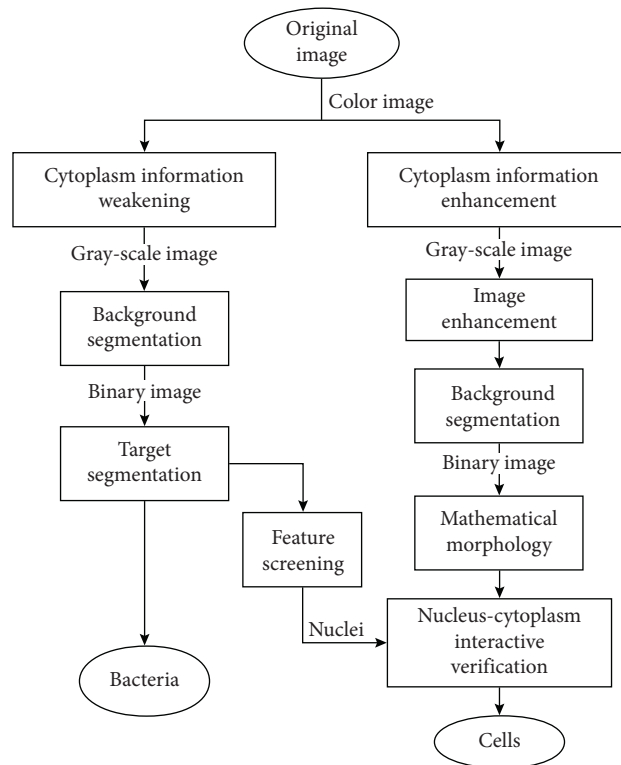 Original
image
Color image
Cytoplasm information
weakening
Cytoplasm information
enhancement
Gray-scale image
Gray-scale image
Background
segmentation
Image
enhancement
Binary image
Background
segmentation
Target
segmentation
Binary image
Feature
screening
Mathematical
morphology
Nuclei
Nucleus-cytoplasm
interactive
verification
Bacteria
Cells